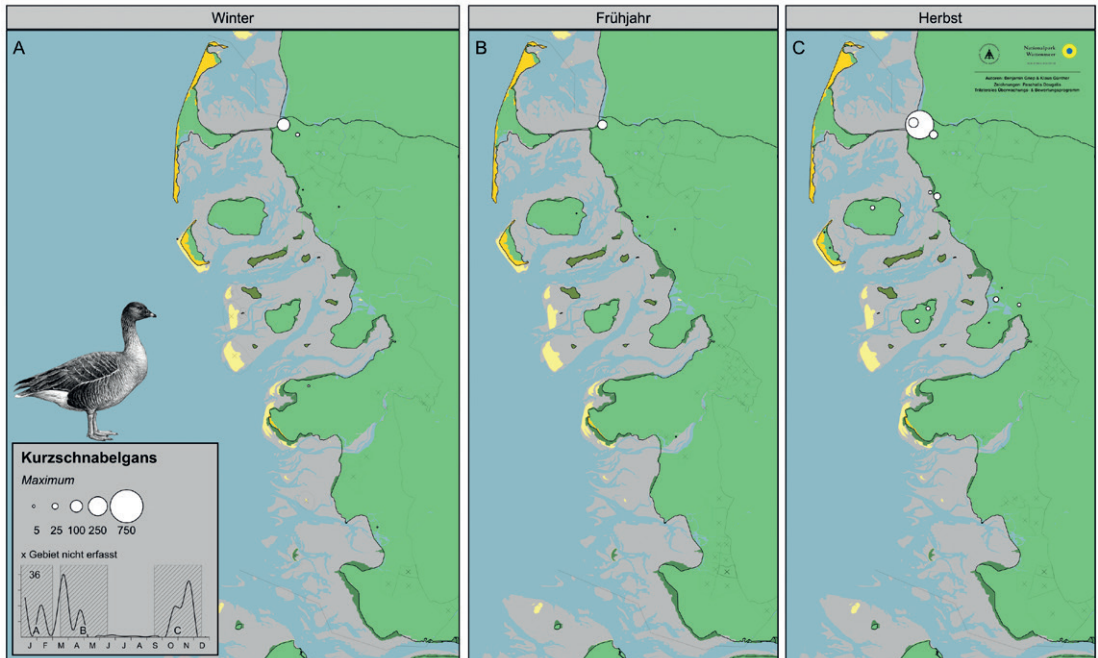 Winter
Frühjahr
Herbst
A
B
C
Nationalpark
Wattenmeer
Kurzschnabelgans
Maximum
5 25 100 250 750
x Gebiet nicht erfasst
36
A B C
J F M A M J J A S O N D